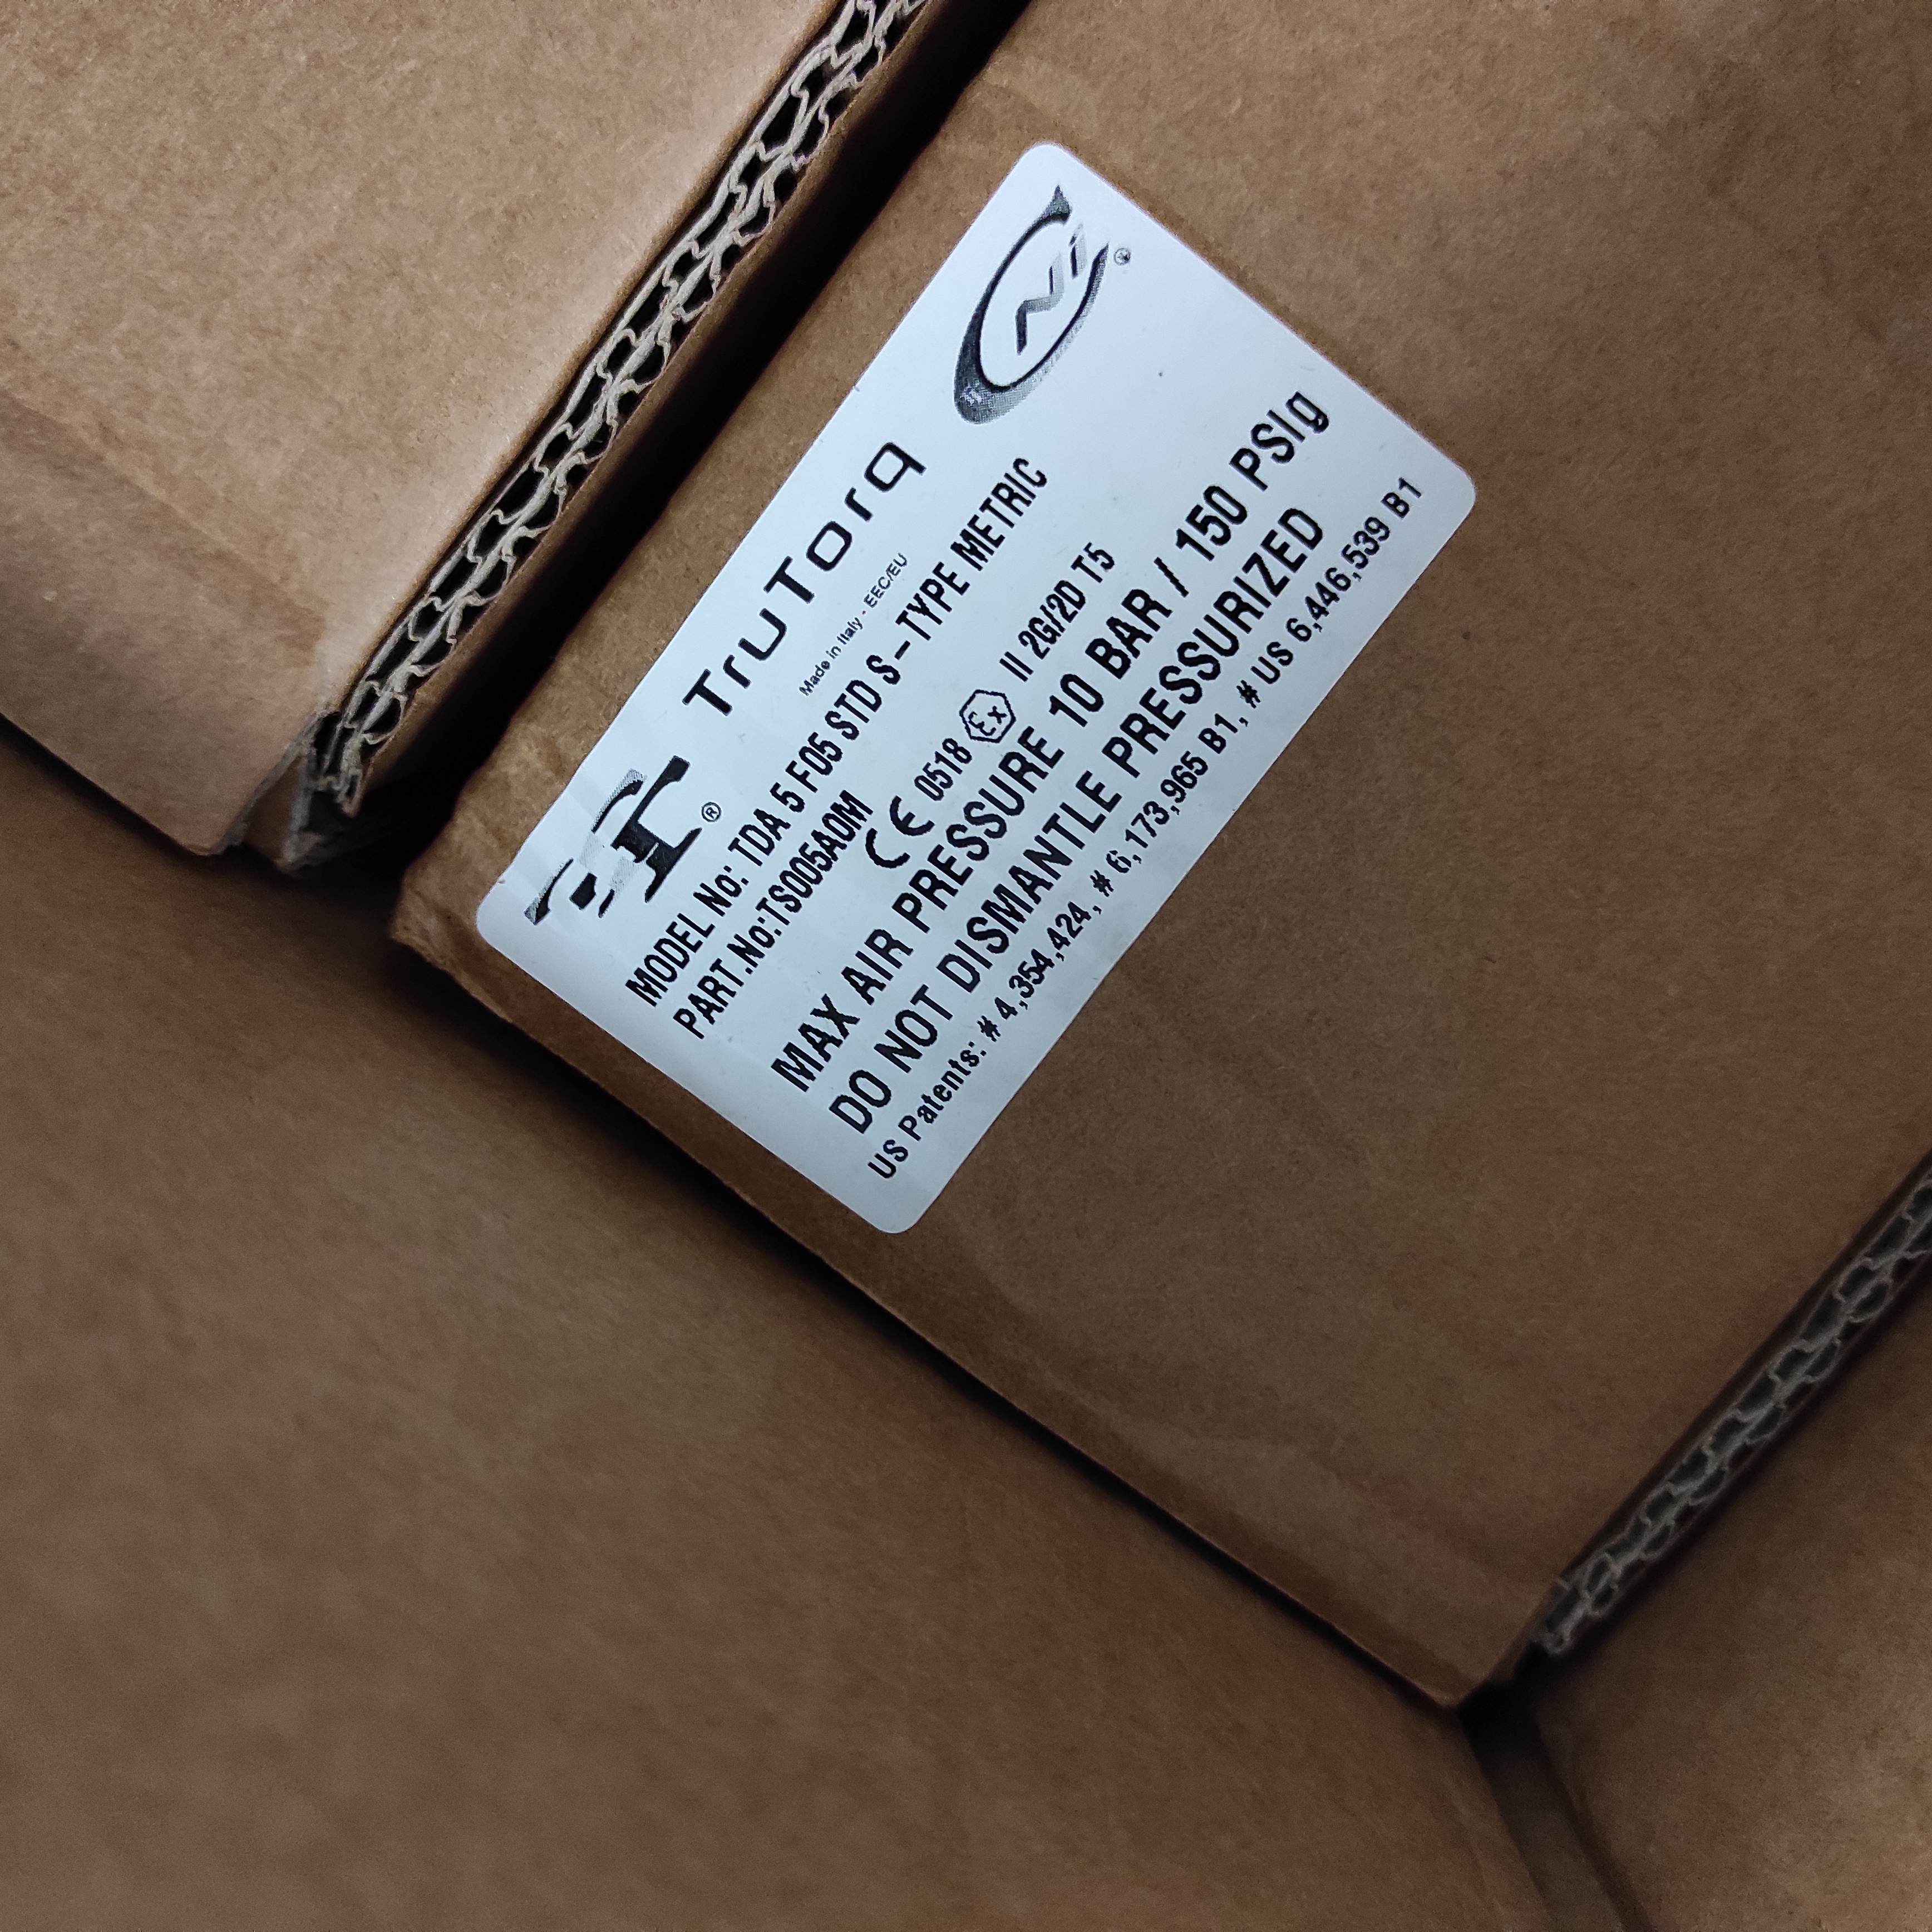 TruTorq
CNi ®
Made in Italy - EEC/EU
®
MODEL No: TDA 5 F05 STD S-TYPE METRIC
PART.No:TS005A0M
CE 0518 Ex II 2G/2D T5
MAX AIR PRESSURE 10 BAR / 150 PSIg
DO NOT DISMANTLE PRESSURIZED
US Patents: # 4,354,424, # 6,173,965 B1, # US 6,446,539 B1